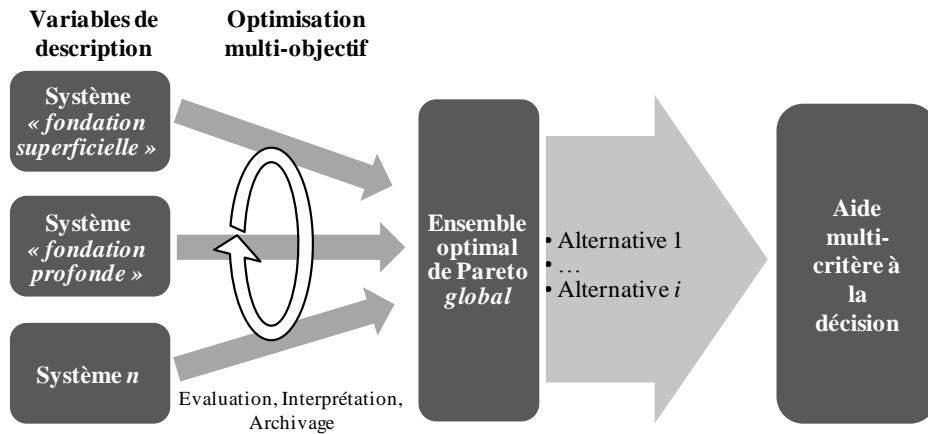 Variables de
description
Optimisation
multi-objectif
Système
« fondation
superficielle »
Système
« fondation
profonde »
Système n
Evaluation, Interprétation,
Archivage
Ensemble
optimal
de Pareto
global
• Alternative 1
• …
• Alternative i
Aide
multi-
critère à
la
décision